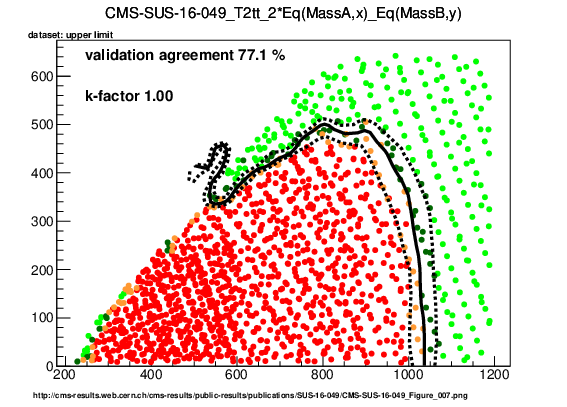 CMS-SUS-16-049_T2tt_2*Eq(MassA,x)_Eq(MassB,y)
dataset: upper limit
validation agreement 77.1 %
k-factor 1.00
600
500
400
300
200
100
0
200 400 600 800 1000 1200
http://cms-results.web.cern.ch/cms-results/public-results/publications/SUS-16-049/CMS-SUS-16-049_Figure_007.png